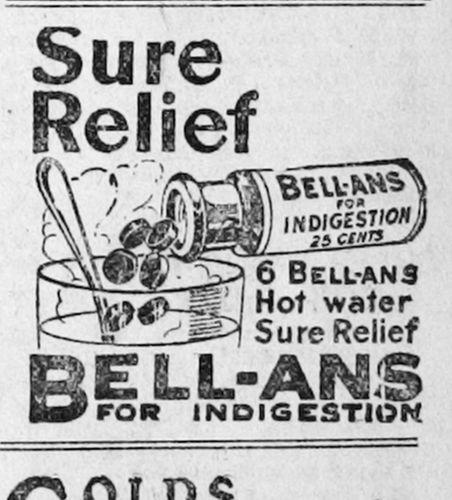 Sure
Relief
BELL-ANS
FOR
INDIGESTION
25 CENTS
6 BELL-ANS
Hot water
Sure Relief
BELL-ANS
FOR INDIGESTION
COLDS